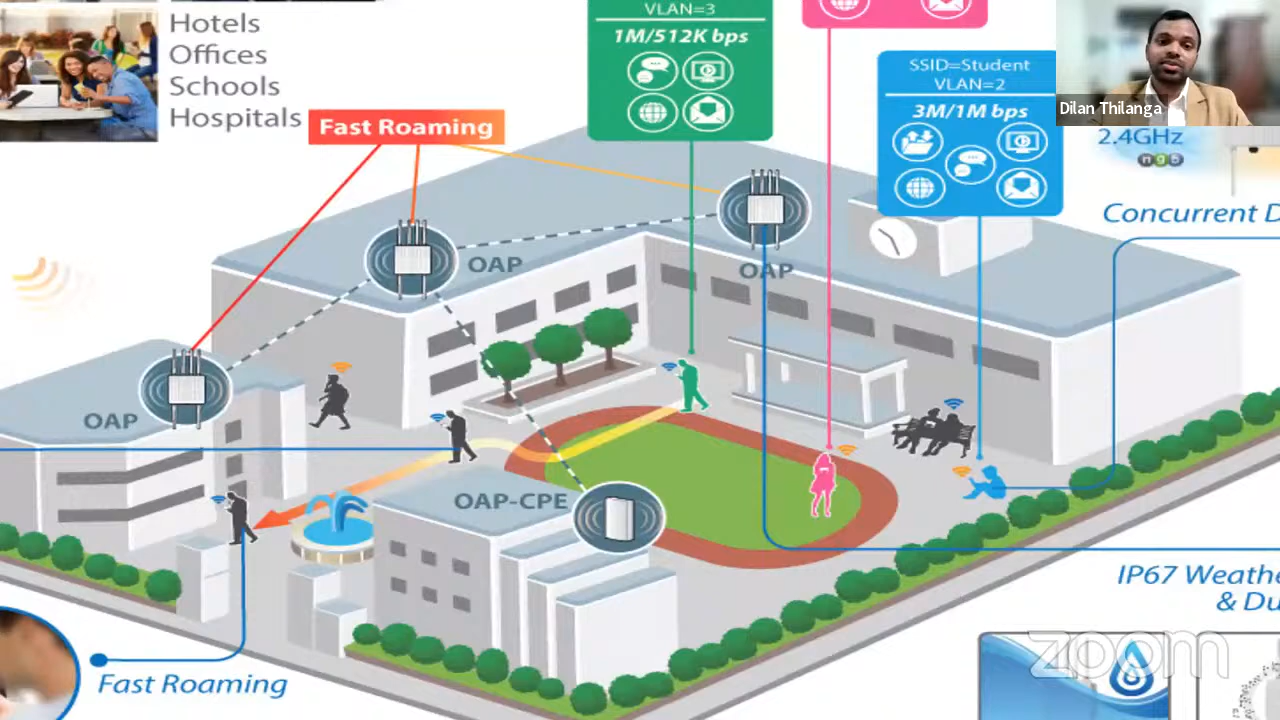 Hotels
Offices
Schools
Hospitals
Fast Roaming
VLAN=3
1M/512K bps
SSID=Student
VLAN=2
3M/1M bps
Dilan Thilanga
2.4GHz
n g b
Concurrent D
OAP
OAP
OAP
OAP-CPE
IP67 Weathe
& Du
Fast Roaming
zoom